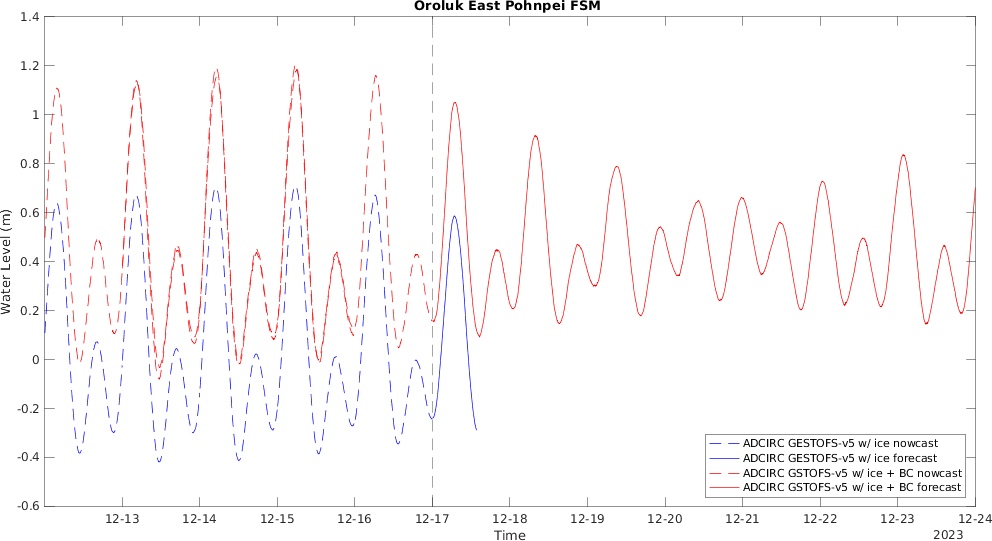 Oroluk East Pohnpei FSM
1.4
1.2
1
0.8
0.6
0.4
0.2
0
-0.2
-0.4
-0.6
Water Level (m)
ADCIRC GESTOFS-v5 w/ ice nowcast
ADCIRC GESTOFS-v5 w/ ice forecast
ADCIRC GSTOFS-v5 w/ ice + BC nowcast
ADCIRC GSTOFS-v5 w/ ice + BC forecast
12-13 12-14 12-15 12-16 12-17 12-18 12-19 12-20 12-21 12-22 12-23 12-24
Time
2023